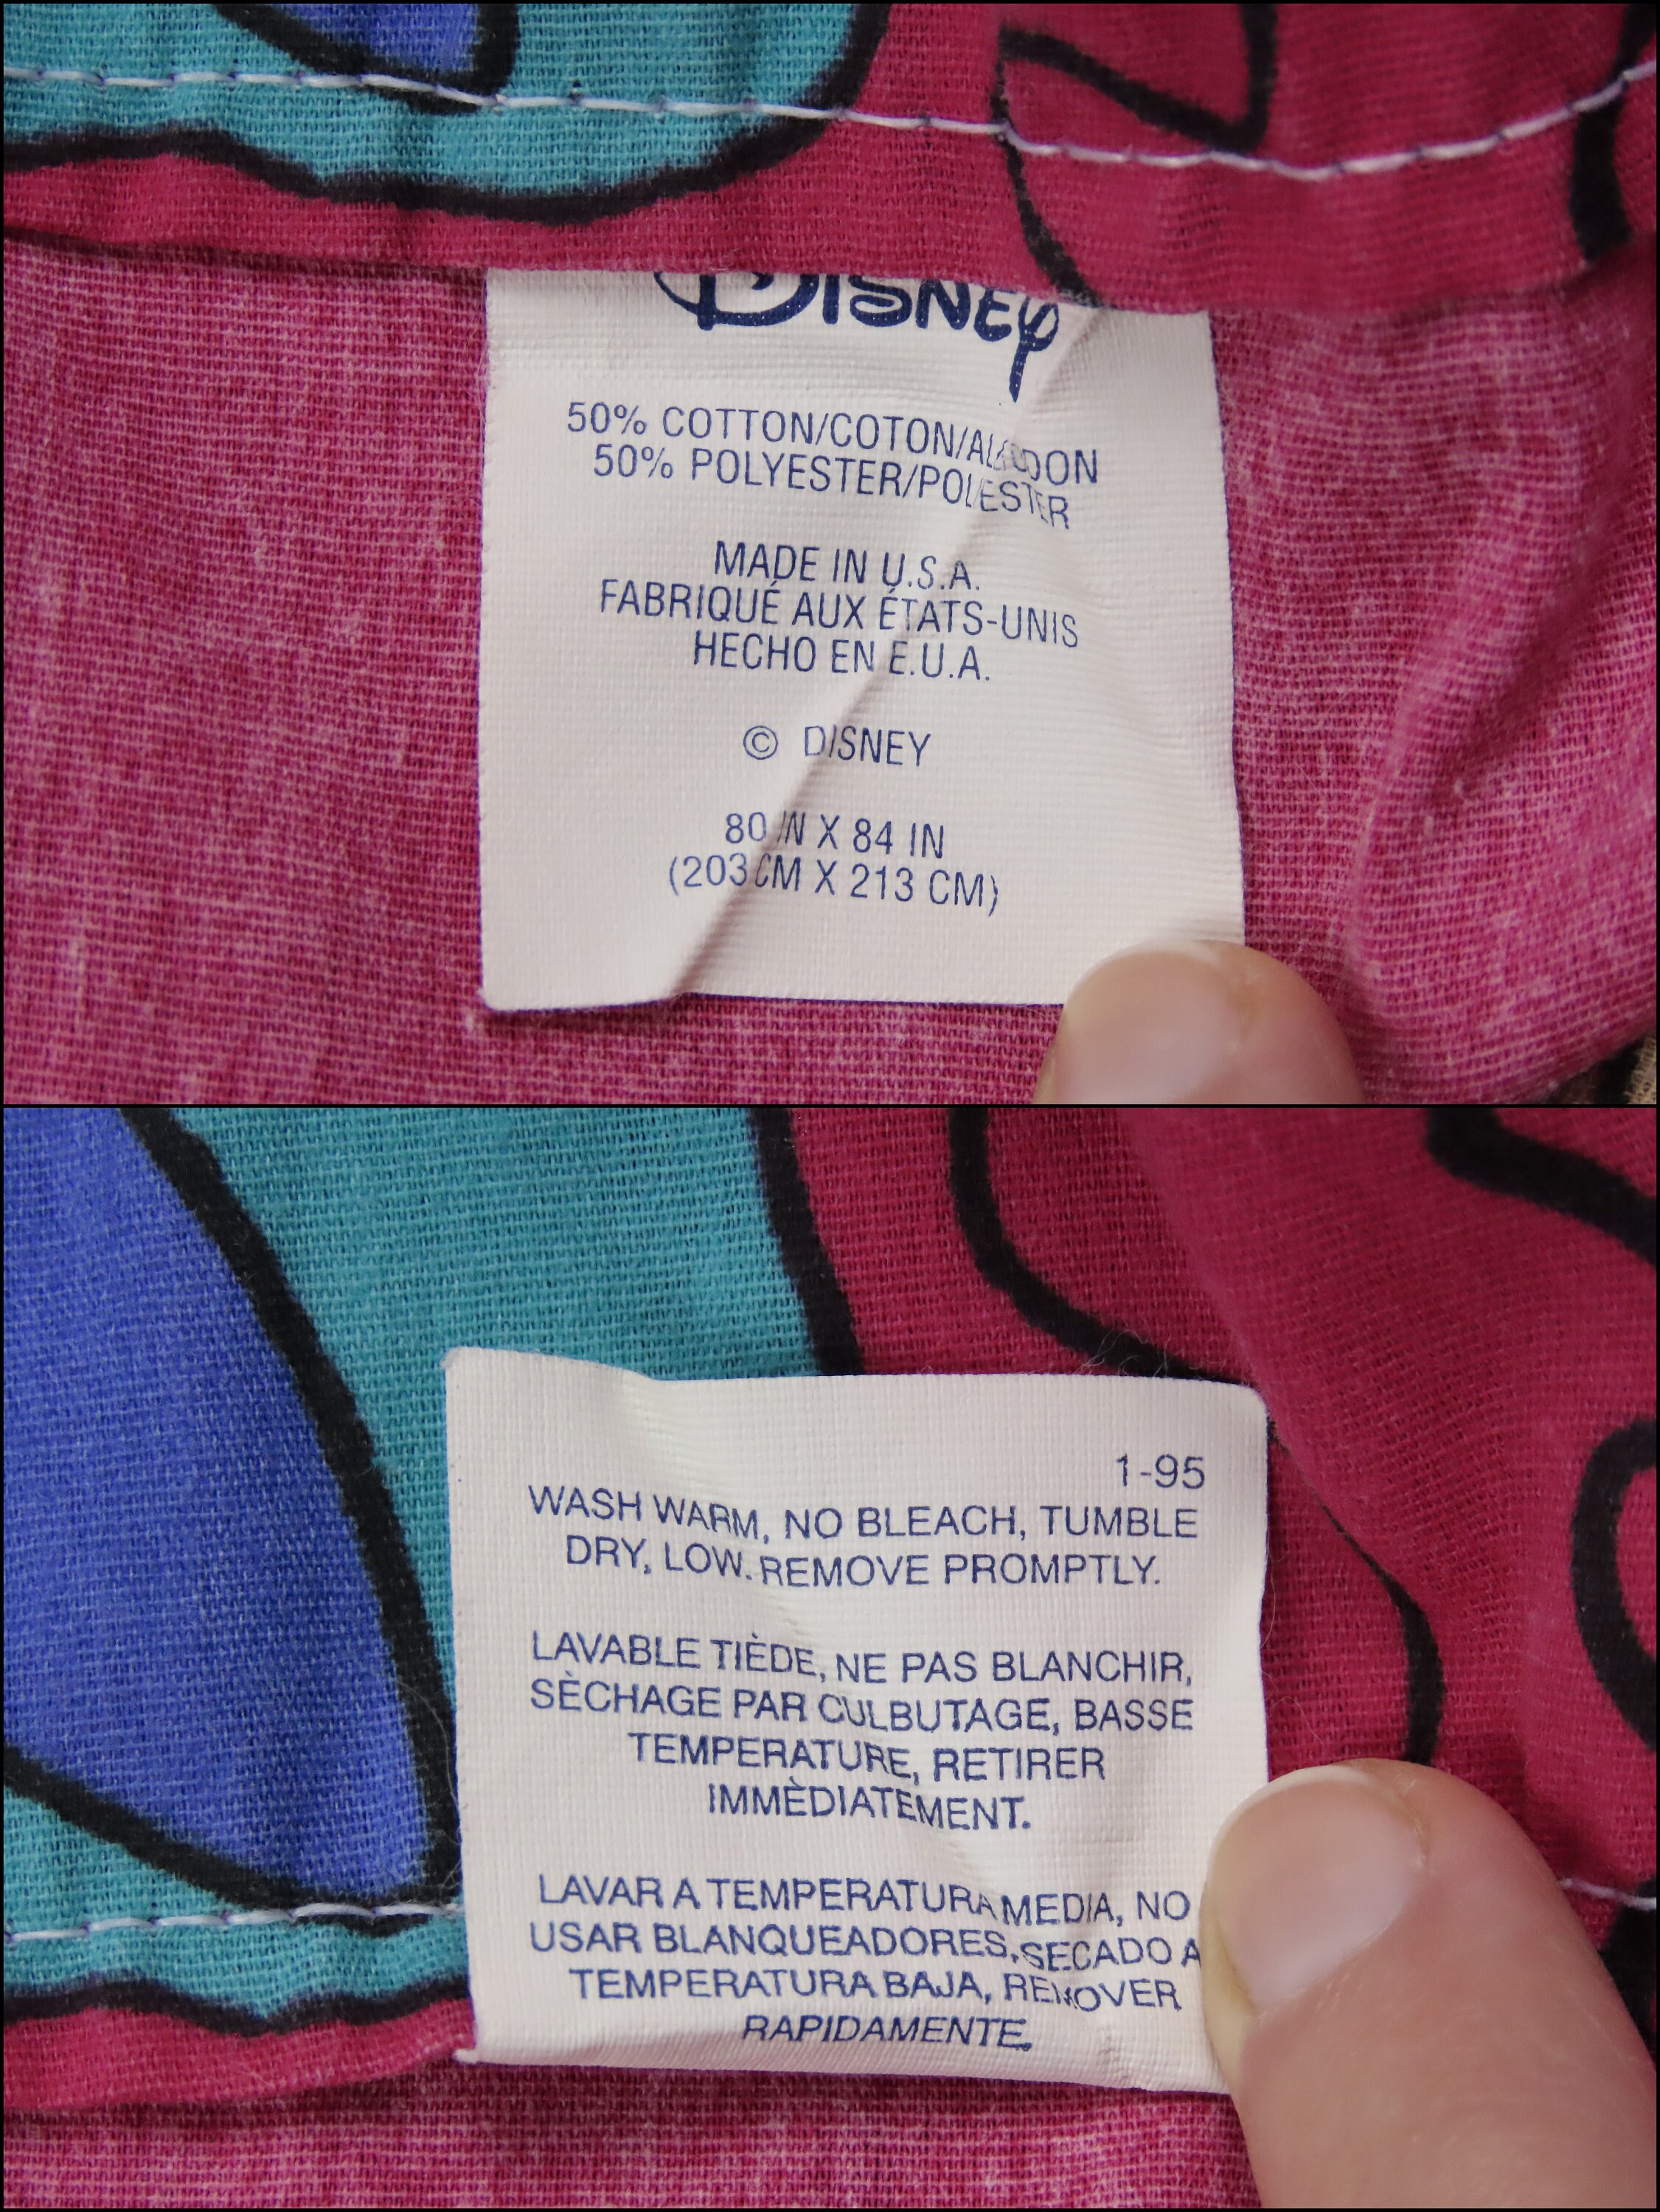 DISNEY
50% COTTON/COTON/ALGODON
50% POLYESTER/POLIESTER
MADE IN U.S.A.
FABRIQUÉ AUX ÉTATS-UNIS
HECHO EN E.U.A.
© DISNEY
80 IN X 84 IN
(203 CM X 213 CM)
1-95
WASH WARM, NO BLEACH, TUMBLE
DRY, LOW. REMOVE PROMPTLY.
LAVABLE TIÈDE, NE PAS BLANCHIR,
SÈCHAGE PAR CULBUTAGE, BASSE
TEMPERATURE, RETIRER
IMMÈDIATEMENT.
LAVAR A TEMPERATURA MEDIA, NO
USAR BLANQUEADORES, SECADO A
TEMPERATURA BAJA, REMOVER
RAPIDAMENTE.